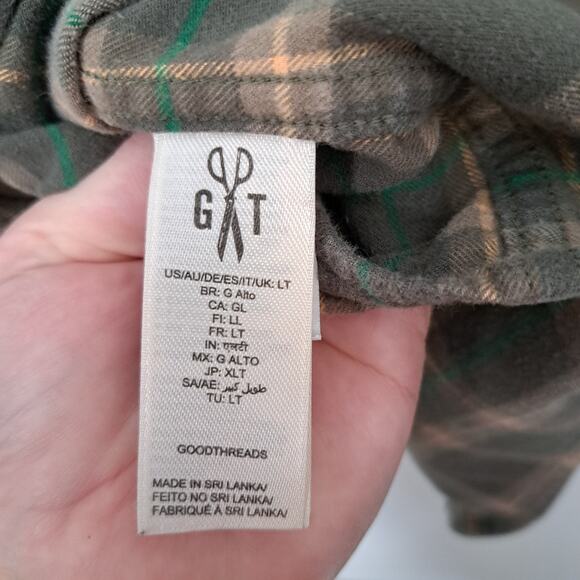 G T
US/AU/DE/ES/IT/UK: LT
BR: G Alto
CA: GL
FI: LL
FR: LT
IN: एलटी
MX: G ALTO
JP: XLT
SA/AE: طويل كبير
TU: LT
GOODTHREADS
MADE IN SRI LANKA/
FEITO NO SRI LANKA/
FABRIQUÉ À SRI LANKA/